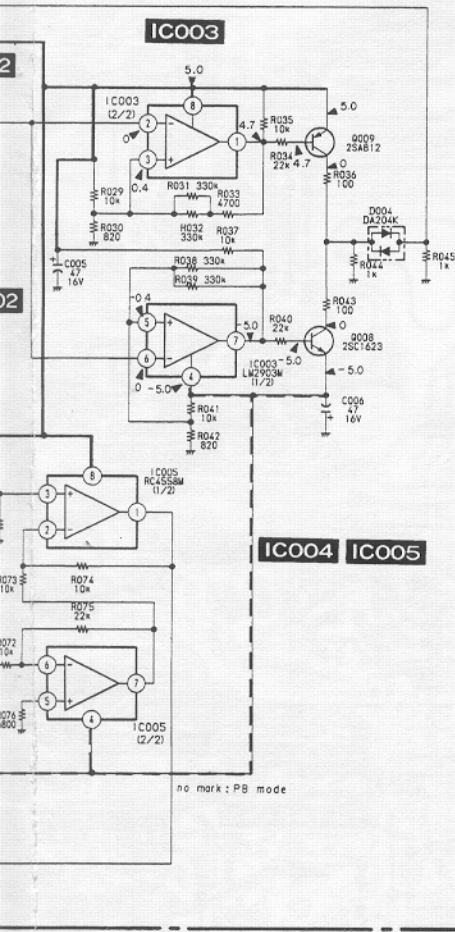 IC003
2
5.0
IC003
(2/2)
8
2
0
3
0.4
1
4.7
R035
10k
R034
22k
4.7
5.0
Q009
2SA812
0
R036
100
R029
10k
R030
820
R031 330k
R033
4700
R032
330k
R037
10k
R038 330k
R039 330k
C005
47
16V
D004
DA204K
R044
1k
R045
1k
02
-0.4
5
6
0
-5.0
4
7
-5.0
R040
22k
-5.0
IC003
LM2903M
(1/2)
R043
100
0
Q008
2SC1623
-5.0
C006
47
16V
R041
10k
R042
820
IC005
RC4558M
(1/2)
8
3
2
1
IC004 IC005
R073
10k
R074
10k
R075
22k
R072
10k
6
5
7
4
R076
6800
IC005
(2/2)
no mark : PB mode